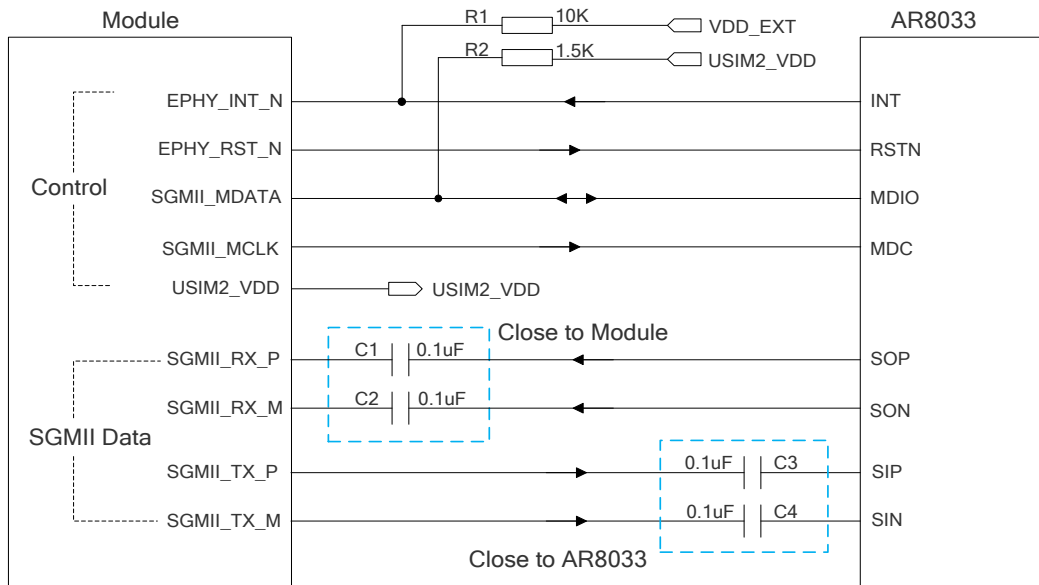 Module
R1
10K
VDD_EXT
AR8033
R2
1.5K
USIM2_VDD
EPHY_INT_N
INT
EPHY_RST_N
RSTN
Control
SGMII_MDATA
MDIO
SGMII_MCLK
MDC
USIM2_VDD
USIM2_VDD
Close to Module
SGMII_RX_P
C1
0.1uF
SOP
SGMII_RX_M
C2
0.1uF
SON
SGMII Data
SGMII_TX_P
0.1uF
C3
SIP
SGMII_TX_M
0.1uF
C4
SIN
Close to AR8033